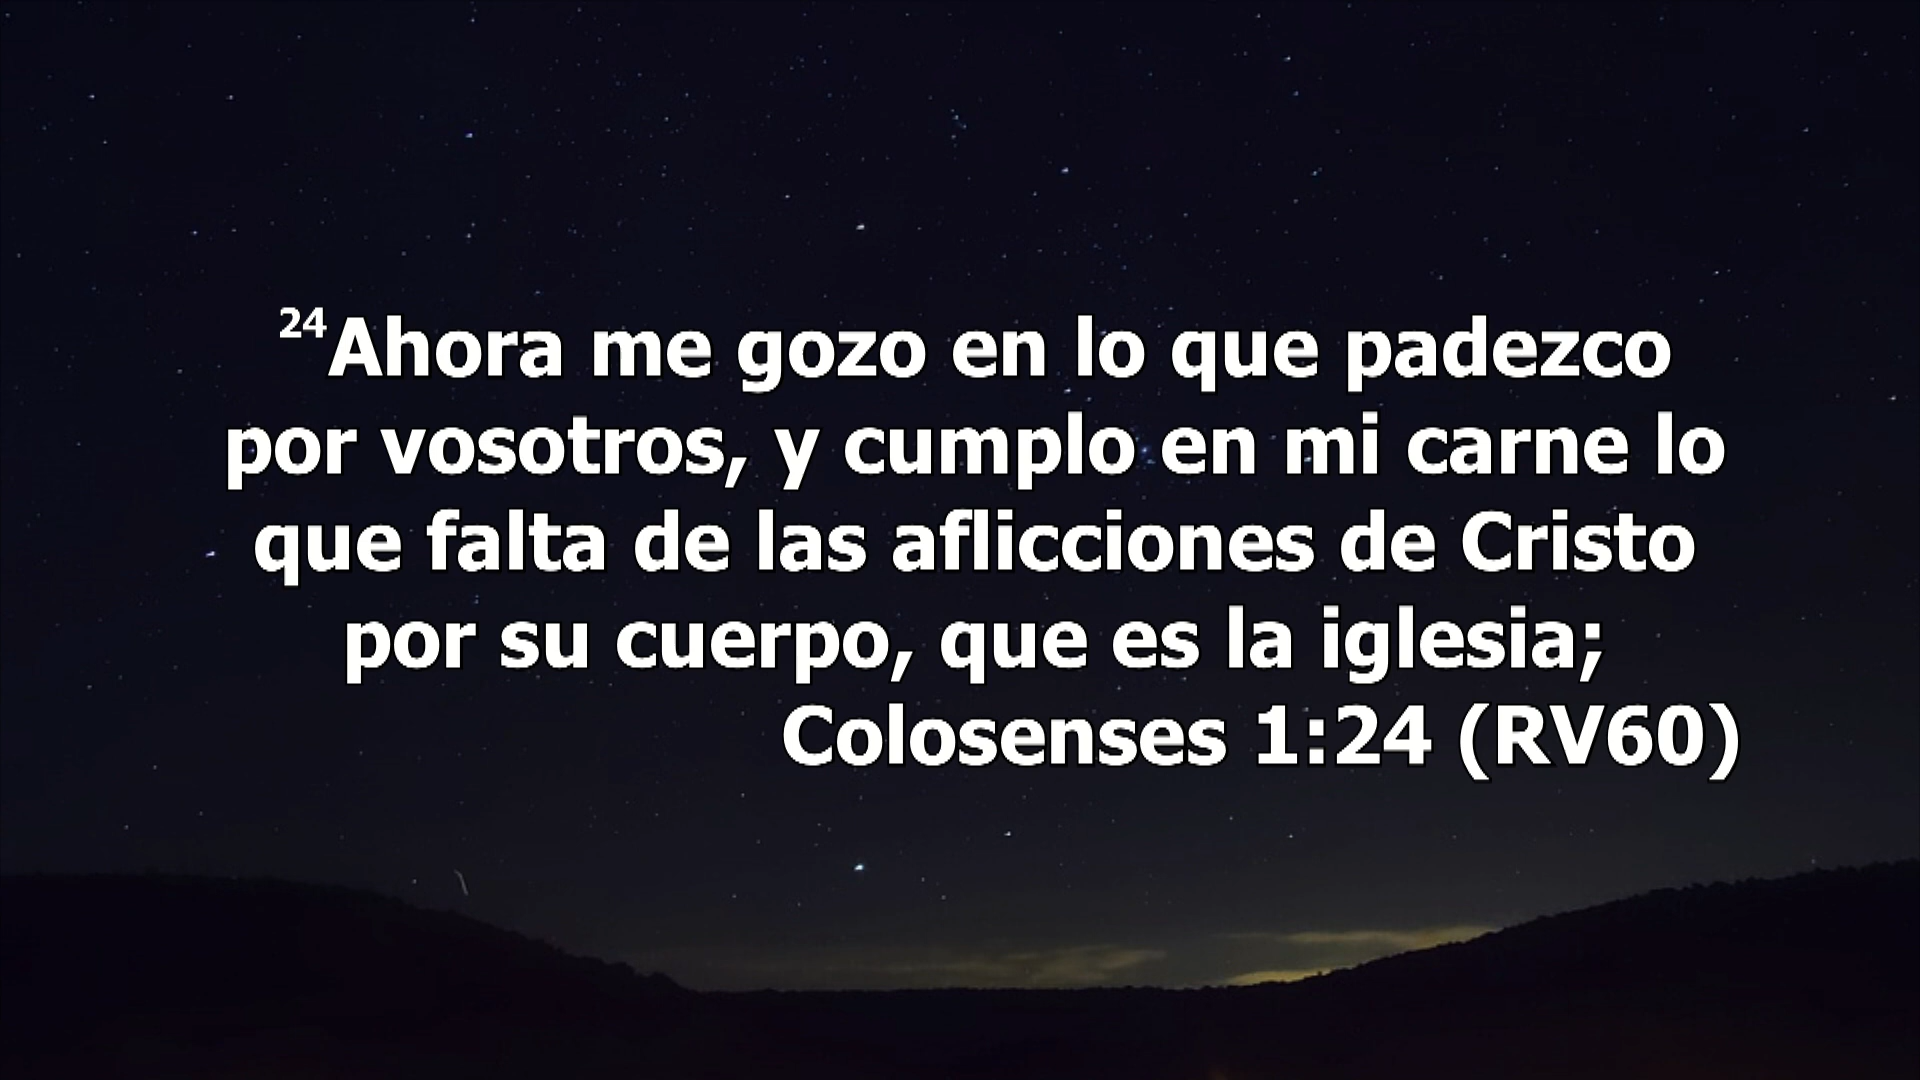 24Ahora me gozo en lo que padezco
por vosotros, y cumplo en mi carne lo
que falta de las aflicciones de Cristo
por su cuerpo, que es la iglesia;
Colosenses 1:24 (RV60)